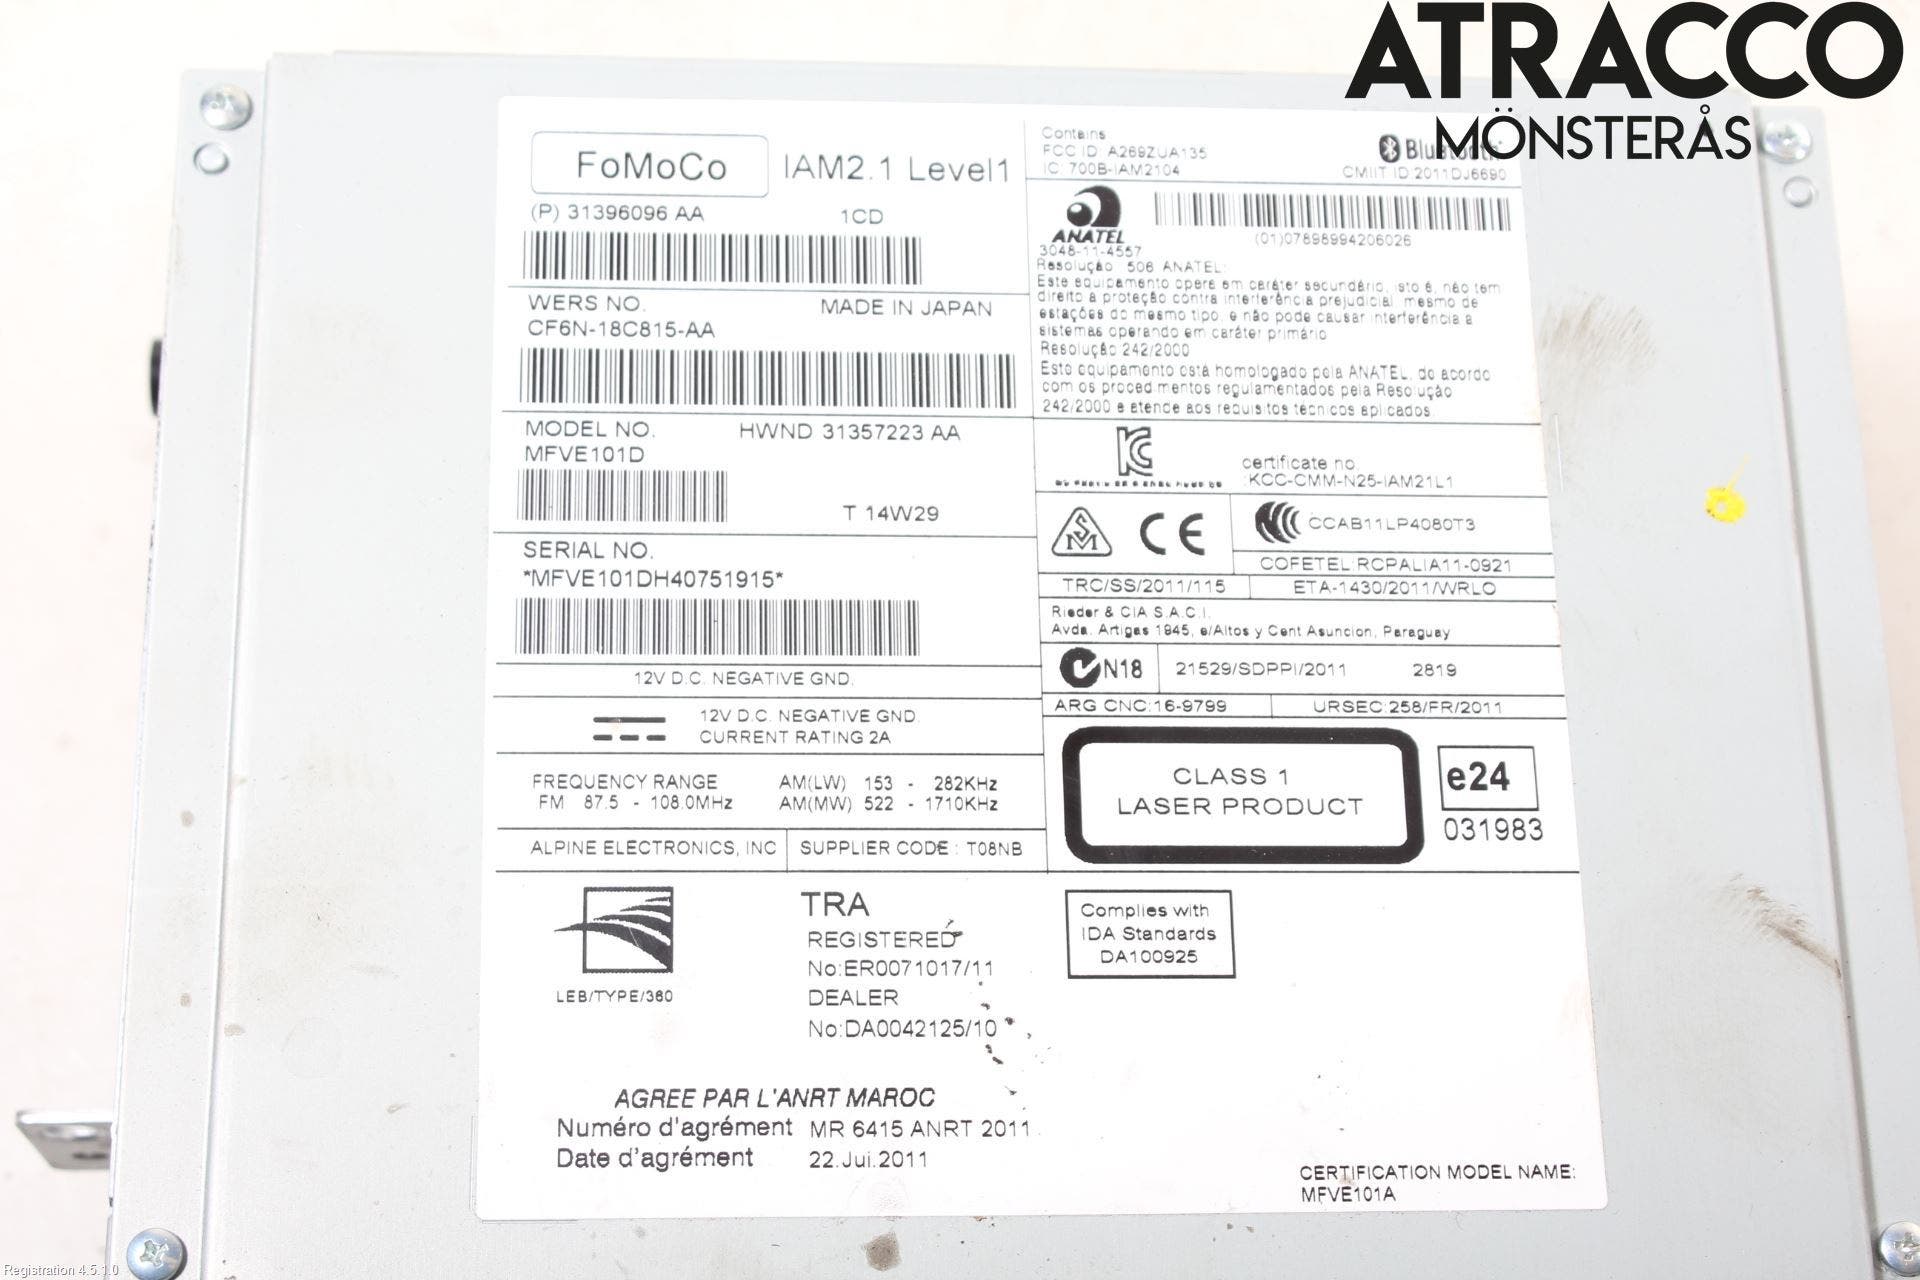 ATRACCO
MÖNSTERÅS
FoMoCo
IAM2.1 Level1
(P) 31396096 AA 1CD
WERS NO. MADE IN JAPAN
CF6N-18C815-AA
MODEL NO. HWND 31357223 AA
MFVE101D
T 14W29
SERIAL NO.
*MFVE101DH40751915*
12V D.C. NEGATIVE GND.
12V D.C. NEGATIVE GND.
CURRENT RATING 2A
FREQUENCY RANGE AM(LW) 153 - 282KHz
FM 87.5 - 108.0MHz AM(MW) 522 - 1710KHz
ALPINE ELECTRONICS, INC SUPPLIER CODE : T08NB
Contains
FCC ID: A269ZUA135
IC: 700B-IAM2104
Bluetooth
CMIIT ID:2011DJ6690
ANATEL
3048-11-4557
(01)07898994206026
Resolução 506 ANATEL:
Este equipamento opera em caráter secundário, isto é, não tem
direito a proteção contra interferência prejudicial, mesmo de
estações do mesmo tipo, e não pode causar interferência a
sistemas operando em caráter primário
Resolução 242/2000
Este equipamento está homologado pela ANATEL, de acordo
com os procedimentos regulamentados pela Resolução
242/2000 e atende aos requisitos técnicos aplicados.
certificate no.
:KCC-CMM-N25-IAM21L1
CE
CCAB11LP4080T3
COFETEL:RCPALIA11-0921
TRC/SS/2011/115 ETA-1430/2011/WRLO
Rieder & CIA S.A.C.I.
Avda. Artigas 1945, e/Altos y Cent Asuncion, Paraguay
N18 21529/SDPPI/2011 2819
ARG CNC:16-9799 URSEC:258/FR/2011
CLASS 1
LASER PRODUCT
e24
031983
LEB/TYPE/360
TRA
REGISTERED
No:ER0071017/11
DEALER
No:DA0042125/10
Complies with
IDA Standards
DA100925
AGREE PAR L'ANRT MAROC
Numéro d'agrément MR 6415 ANRT 2011
Date d'agrément 22.Jui.2011
CERTIFICATION MODEL NAME:
MFVE101A
Registration 4.5.1.0